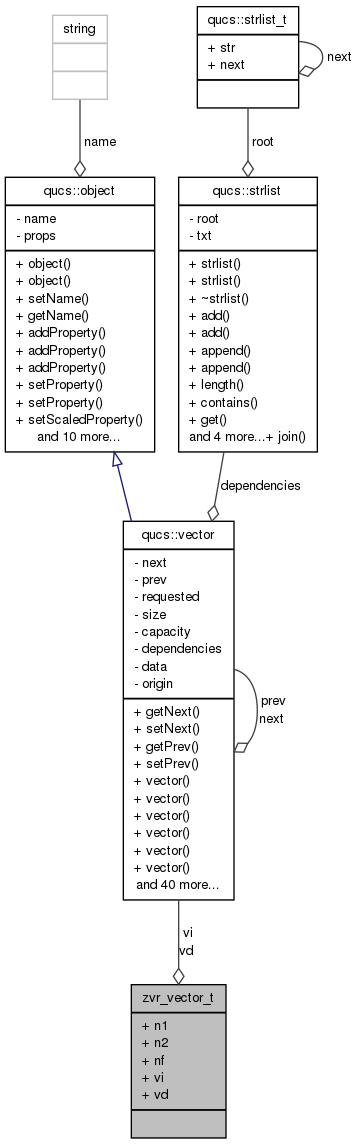 string
qucs::strlist_t
+ str
+ next
next
name
root
qucs::object
- name
- props
+ object()
+ object()
+ setName()
+ getName()
+ addProperty()
+ addProperty()
+ addProperty()
+ setProperty()
+ setProperty()
+ setScaledProperty()
and 10 more...
qucs::strlist
- root
- txt
+ strlist()
+ strlist()
+ ~strlist()
+ add()
+ add()
+ append()
+ append()
+ length()
+ contains()
+ get()
and 4 more...+ join()
dependencies
qucs::vector
- next
- prev
- requested
- size
- capacity
- dependencies
- data
- origin
+ getNext()
+ setNext()
+ getPrev()
+ setPrev()
+ vector()
+ vector()
+ vector()
+ vector()
+ vector()
+ vector()
and 40 more...
prev
next
vi
vd
zvr_vector_t
+ n1
+ n2
+ nf
+ vi
+ vd